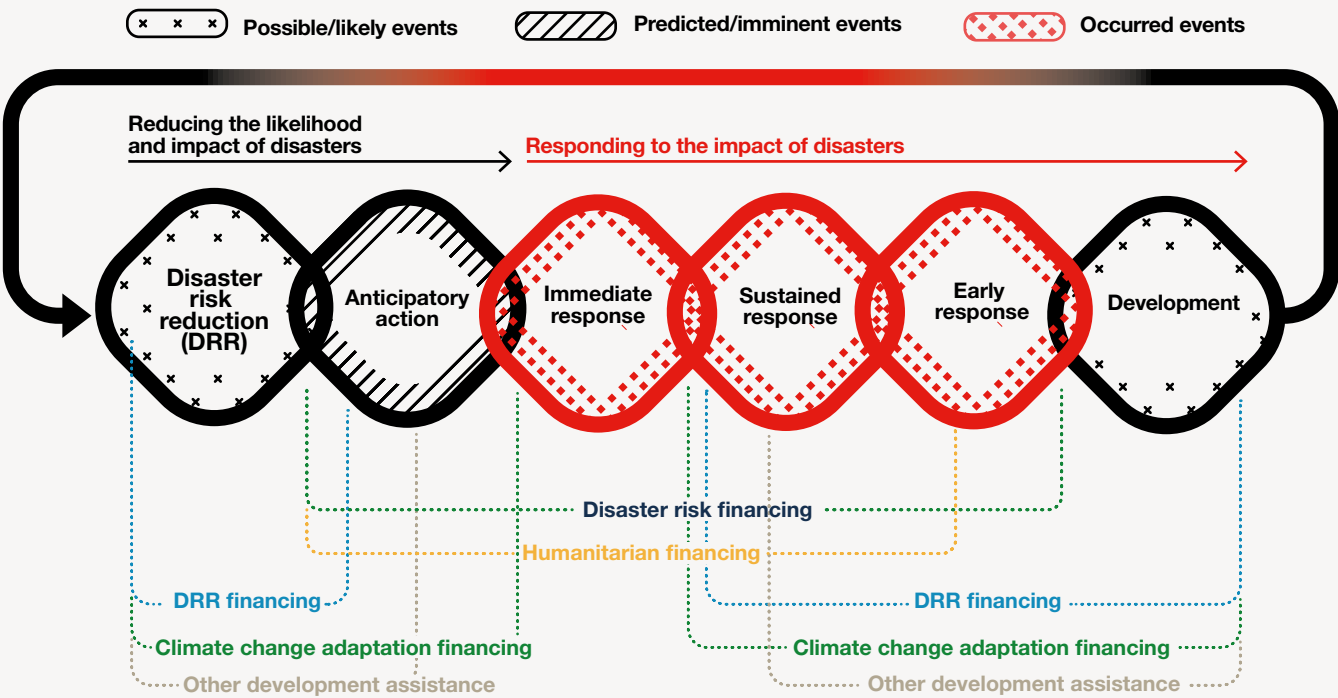 Possible/likely events
Predicted/imminent events
Occurred events
Reducing the likelihood
and impact of disasters
Responding to the impact of disasters
Disaster
risk
reduction
(DRR)
Anticipatory
action
Immediate
response
Sustained
response
Early
response
Development
Disaster risk financing
Humanitarian financing
DRR financing
DRR financing
Climate change adaptation financing
Climate change adaptation financing
Other development assistance
Other development assistance